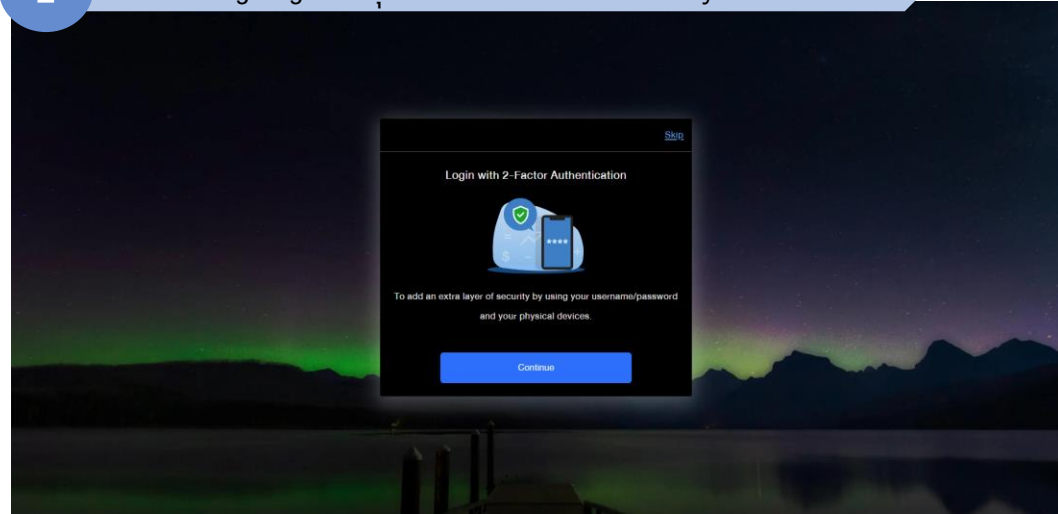 Skip
Login with 2-Factor Authentication
$
****
To add an extra layer of security by using your username/password
and your physical devices.
Continue